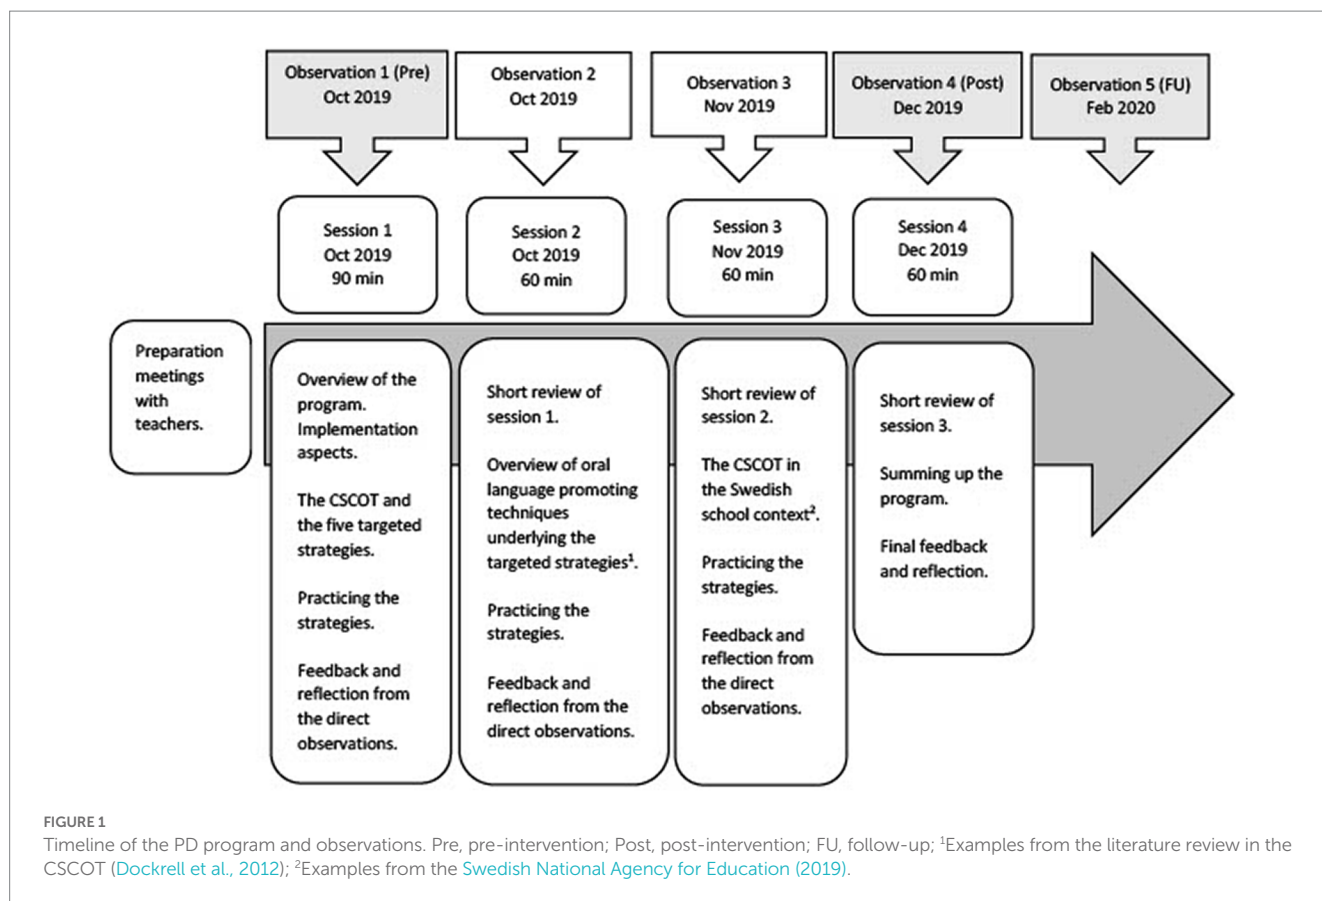 Observation 1 (Pre)
Oct 2019
Observation 2
Oct 2019
Observation 3
Nov 2019
Observation 4 (Post)
Dec 2019
Observation 5 (FU)
Feb 2020
Session 1
Oct 2019
90 min
Session 2
Oct 2019
60 min
Session 3
Nov 2019
60 min
Session 4
Dec 2019
60 min
Preparation
meetings
with
teachers.
Overview of the
program.
Implementation
aspects.
The CSCOT and
the five targeted
strategies.
Practicing the
strategies.
Feedback and
reflection from
the direct
observations.
Short review of
session 1.
Overview of oral
language promoting
techniques
underlying the
targeted strategies¹.
Practicing the
strategies.
Feedback and
reflection from the
direct observations.
Short review of
session 2.
The CSCOT in
the Swedish
school context².
Practicing the
strategies.
Feedback and
reflection from
the direct
observations.
Short review of
session 3.
Summing up the
program.
Final feedback
and reflection.
FIGURE 1
Timeline of the PD program and observations. Pre, pre-intervention; Post, post-intervention; FU, follow-up; ¹Examples from the literature review in the
CSCOT (Dockrell et al., 2012); ²Examples from the Swedish National Agency for Education (2019).